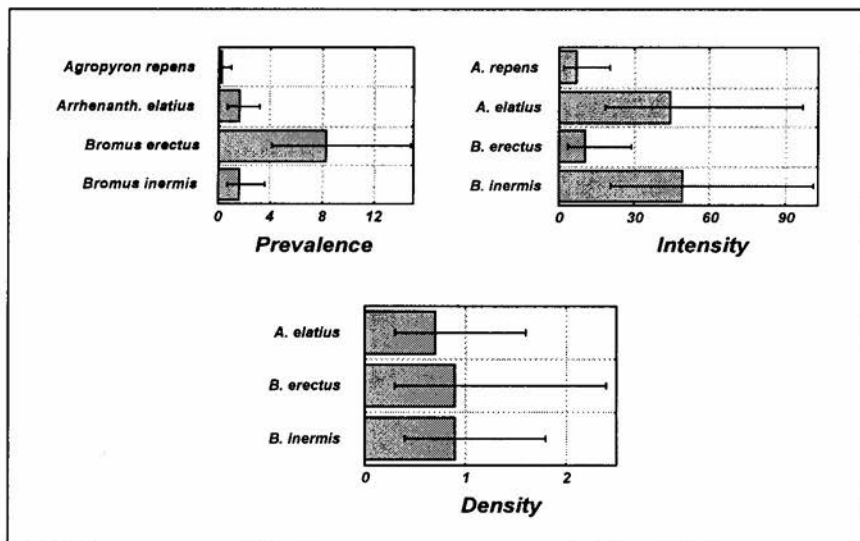 Agropyron repens
Arrhenanth. elatius
Bromus erectus
Bromus inermis
0 4 8 12
Prevalence
A. repens
A. elatius
B. erectus
B. inermis
0 30 60 90
Intensity
A. elatius
B. erectus
B. inermis
0 1 2
Density